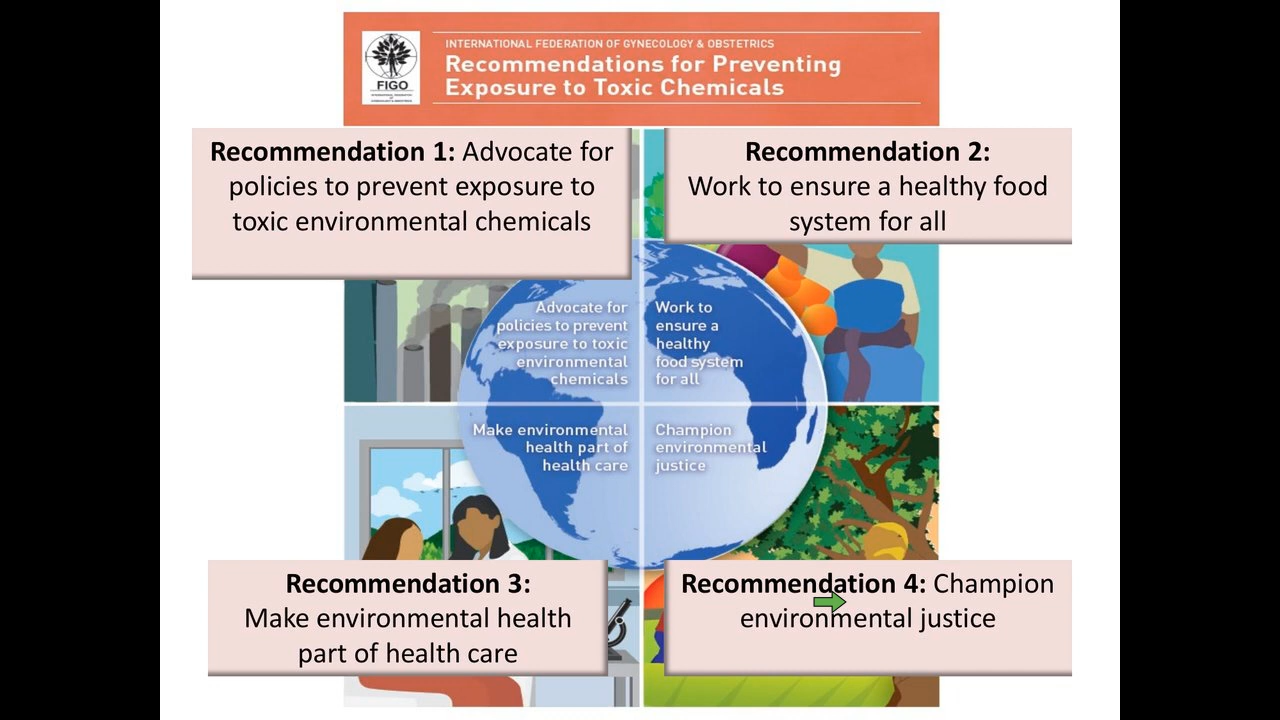 INTERNATIONAL FEDERATION OF GYNECOLOGY & OBSTETRICS
Recommendations for Preventing
Exposure to Toxic Chemicals
FIGO
Recommendation 1: Advocate for
policies to prevent exposure to
toxic environmental chemicals
Recommendation 2:
Work to ensure a healthy food
system for all
Advocate for
policies to prevent
exposure to toxic
environmental
chemicals
Work to
ensure a
healthy
food system
for all
Make environmental
health part of
health care
Champion
environmental
justice
Recommendation 3:
Make environmental health
part of health care
Recommendation 4: Champion
environmental justice